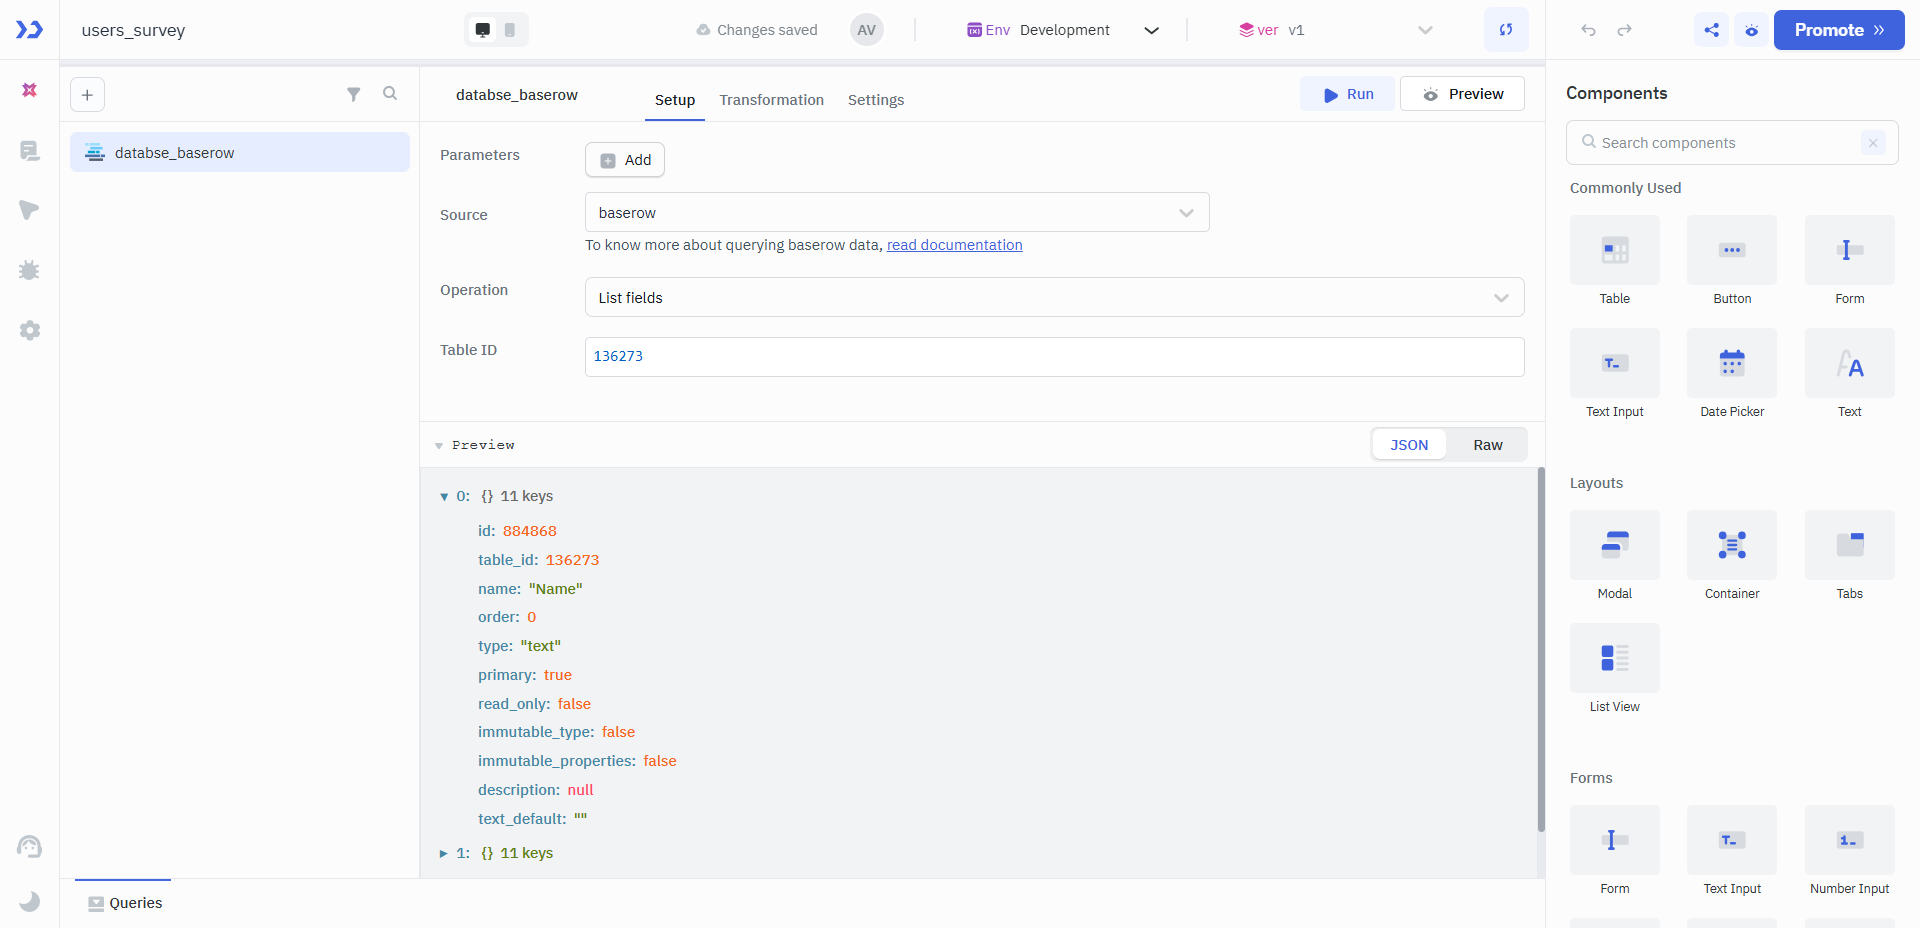 users_survey
Changes saved
AV
Env Development
ver v1
Promote
databse_baserow
databse_baserow
Setup Transformation Settings
Run
Preview
Parameters
Add
Source
baserow
To know more about querying baserow data, read documentation
Operation
List fields
Table ID
136273
Preview
JSON Raw
0: {} 11 keys
id: 884868
table_id: 136273
name: "Name"
order: 0
type: "text"
primary: true
read_only: false
immutable_type: false
immutable_properties: false
description: null
text_default: ""
1: {} 11 keys
Queries
Components
Search components
Commonly Used
Table Button Form
Text Input Date Picker Text
Layouts
Modal Container Tabs
List View
Forms
Form Text Input Number Input